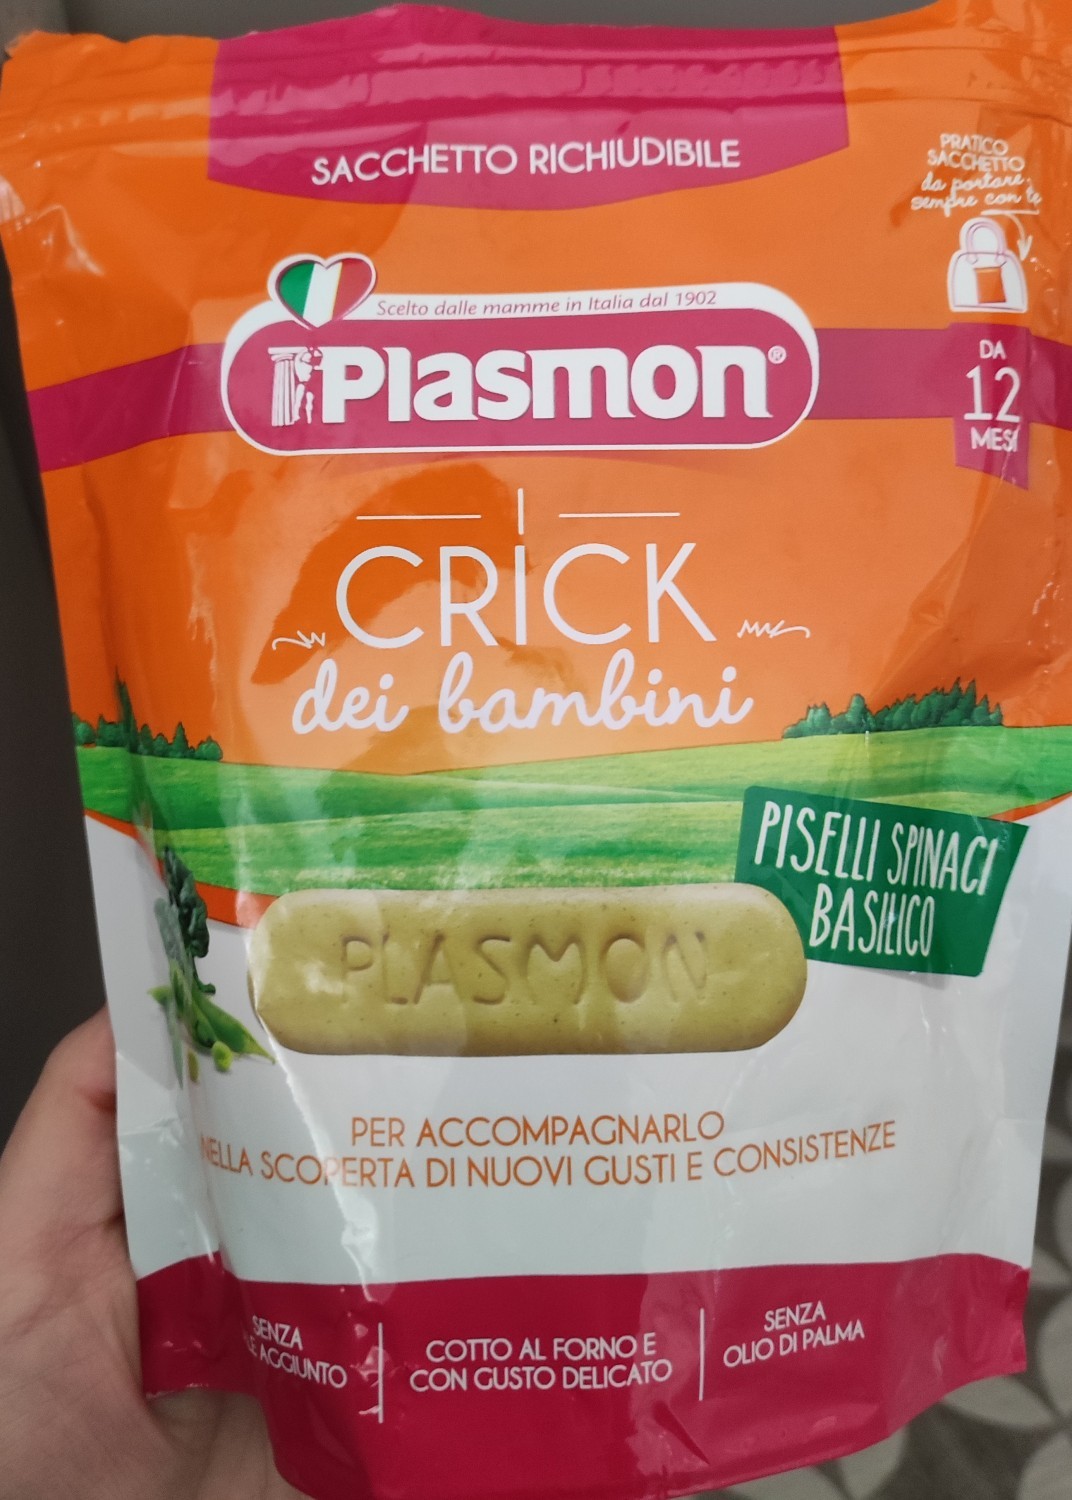 SACCHETTO RICHIUDIBILE
PRATICO
SACCHETTO
da portare
sempre con te
Scelto dalle mamme in Italia dal 1902
Plasmon®
DA
12
MESI
I
CRICK
dei bambini
PISELLI SPINACI
BASILICO
PLASMON
PER ACCOMPAGNARLO
NELLA SCOPERTA DI NUOVI GUSTI E CONSISTENZE
SENZA
AGGIUNTO
COTTO AL FORNO E
CON GUSTO DELICATO
SENZA
OLIO DI PALMA